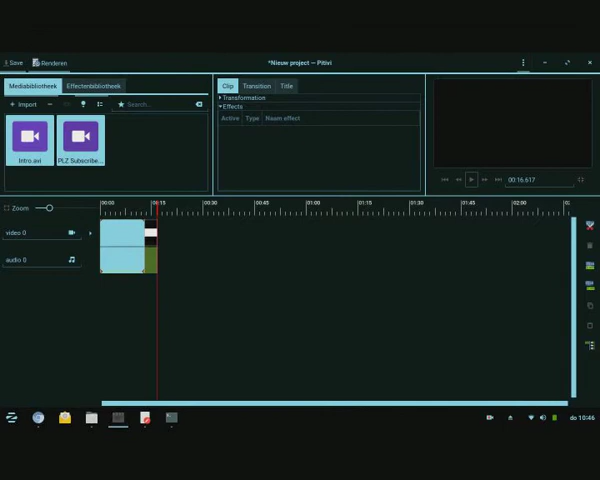 Save Renderen *Nieuw project — Pitivi
Mediabibliotheek Effectenbibliotheek Clip Transition Title
+ Import Search...
Transformation
Effects
Active Type Naam effect
Intro.avi PLZ Subscribe...
00:16.617
Zoom 00:00 00:15 00:30 00:45 01:00 01:15 01:30 01:45 02:00
video 0
audio 0
do 10:46